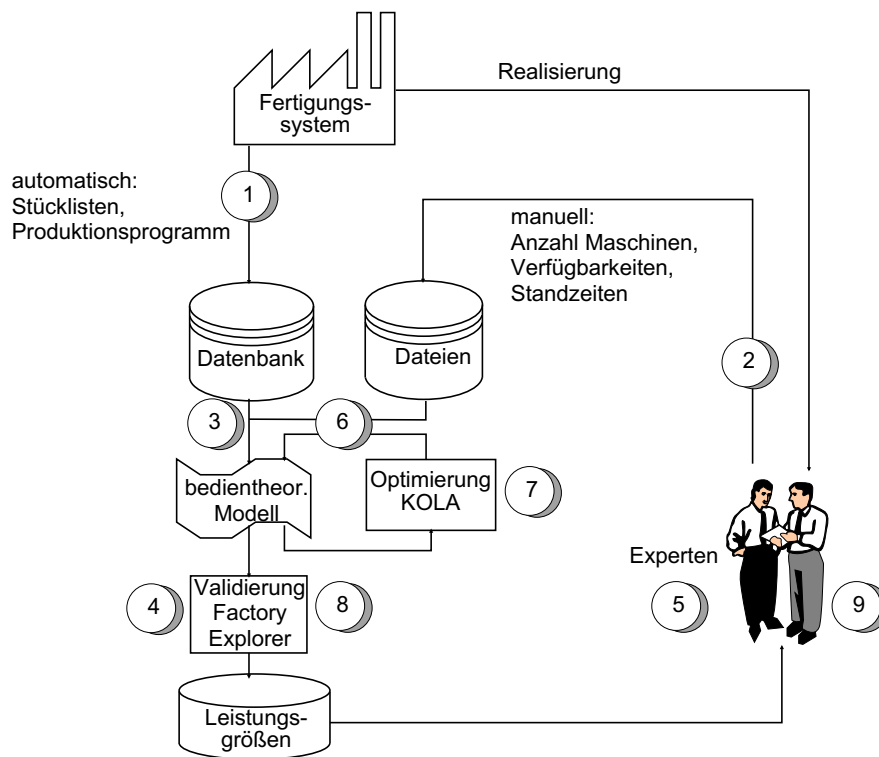 Realisierung
Fertigungs-
system
automatisch:
Stücklisten,
Produktionsprogramm
1
manuell:
Anzahl Maschinen,
Verfügbarkeiten,
Standzeiten
Datenbank
Dateien
2
3
6
bedientheor.
Modell
Optimierung
KOLA
7
Experten
4
Validierung
Factory
Explorer
8
5
9
Leistungs-
größen